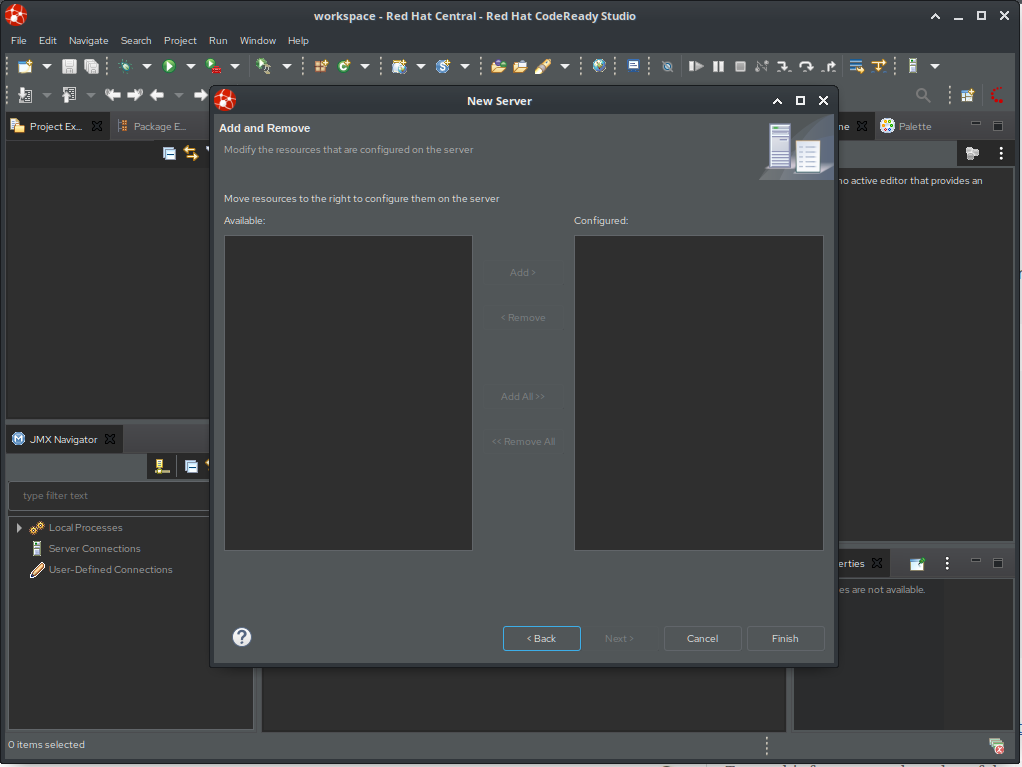 workspace - Red Hat Central - Red Hat CodeReady Studio
File Edit Navigate Search Project Run Window Help
New Server
Project Ex... Package E...
ne Palette
Add and Remove
Modify the resources that are configured on the server
no active editor that provides an
Move resources to the right to configure them on the server
Available: Configured:
Add >
< Remove
Add All >>
<< Remove All
JMX Navigator
type filter text
Local Processes
Server Connections
User-Defined Connections
erties
es are not available.
< Back Next > Cancel Finish
0 items selected